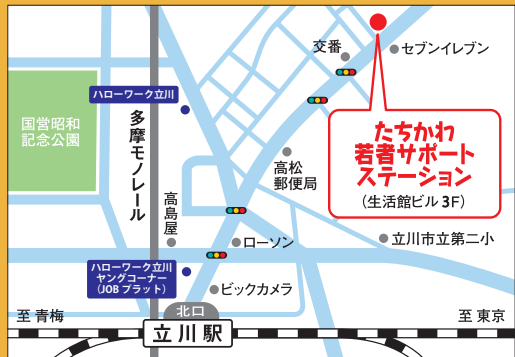 交番
セブンイレブン
ハローワーク立川
国営昭和
記念公園
多摩モノレール
たちかわ
若者サポート
ステーション
(生活館ビル3F)
高松
郵便局
高島屋
ローソン
立川市立第二小
ハローワーク立川
ヤングコーナー
(JOBプラット)
ビックカメラ
北口
至 青梅
立川駅
至 東京